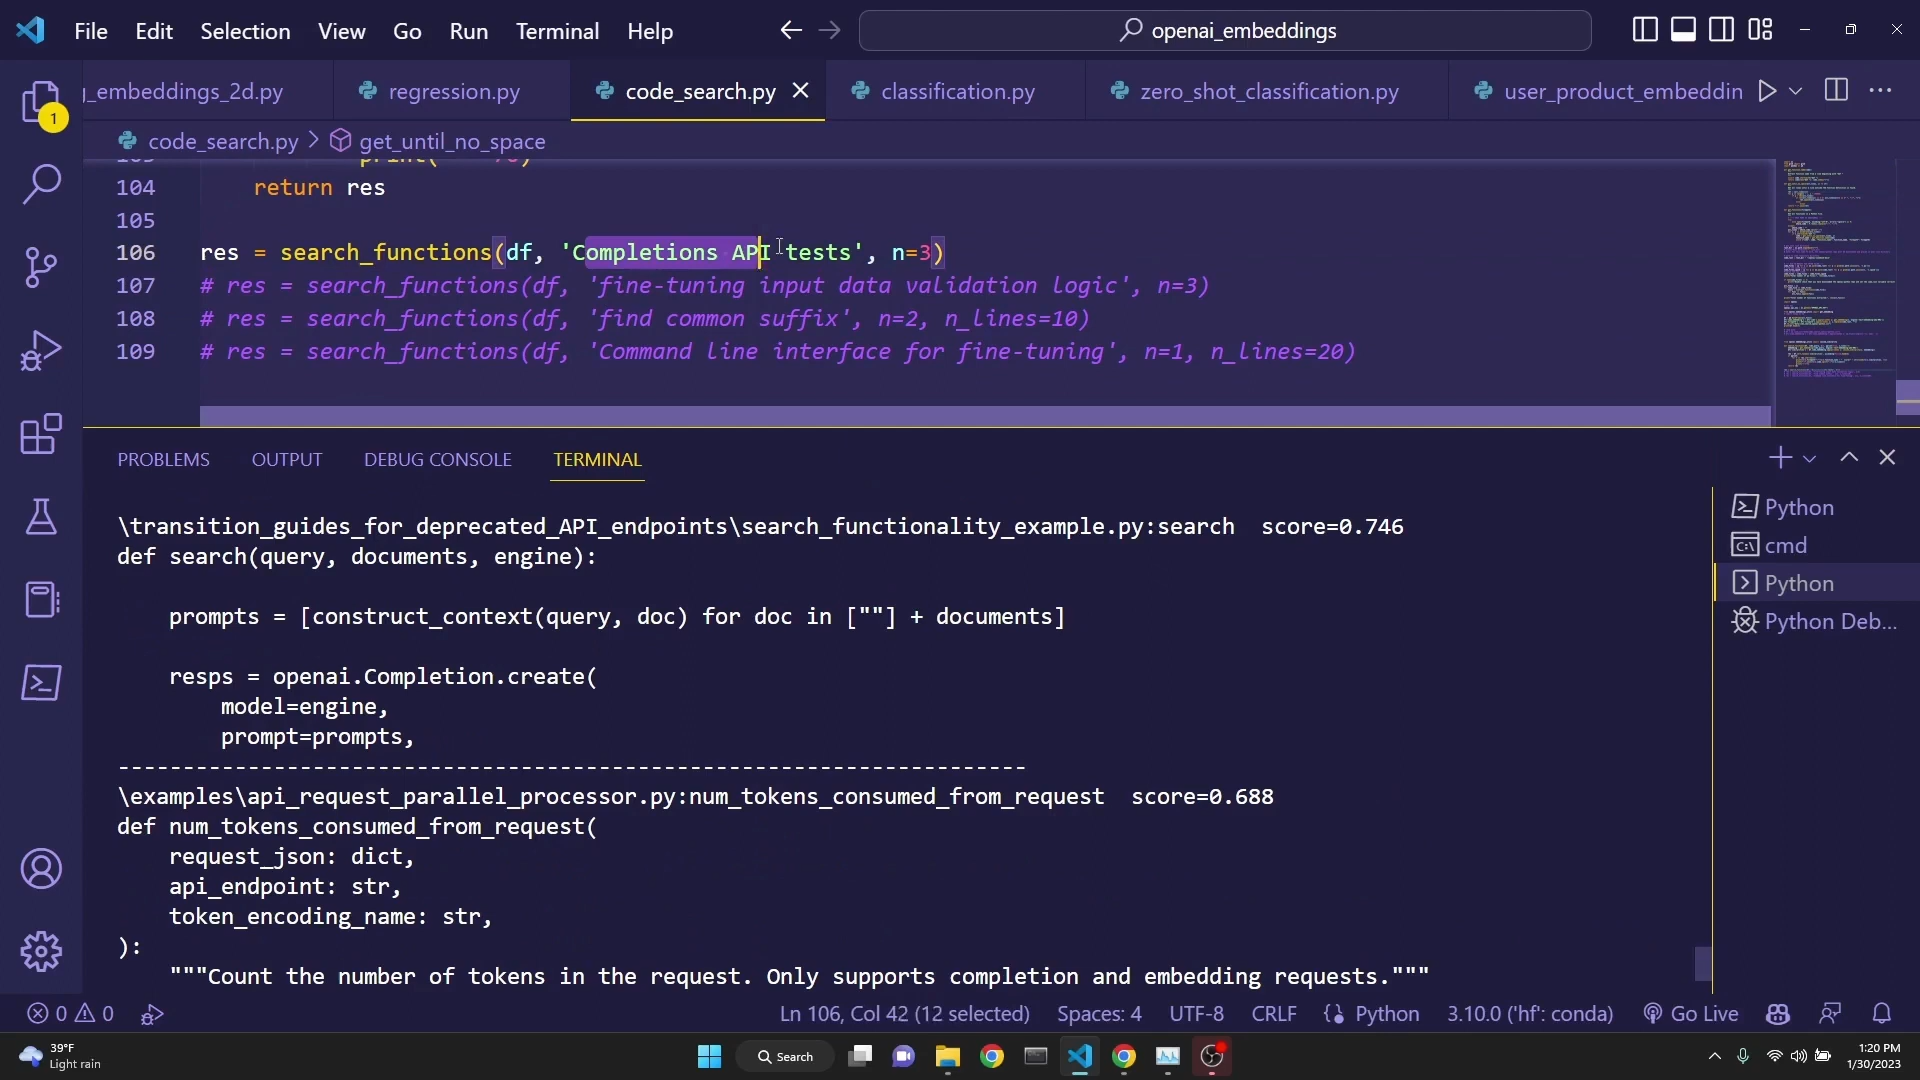 File Edit Selection View Go Run Terminal Help
openai_embeddings
_embeddings_2d.py
regression.py
code_search.py
classification.py
zero_shot_classification.py
user_product_embeddin
1
code_search.py > get_until_no_space
104 return res
105
106 res = search_functions(df, 'Completions API tests', n=3)
107 # res = search_functions(df, 'fine-tuning input data validation logic', n=3)
108 # res = search_functions(df, 'find common suffix', n=2, n_lines=10)
109 # res = search_functions(df, 'Command line interface for fine-tuning', n=1, n_lines=20)
PROBLEMS OUTPUT DEBUG CONSOLE TERMINAL
Python
cmd
Python
Python Deb...
\transition_guides_for_deprecated_API_endpoints\search_functionality_example.py:search  score=0.746
def search(query, documents, engine):
prompts = [construct_context(query, doc) for doc in [""] + documents]
resps = openai.Completion.create(
model=engine,
prompt=prompts,
----------------------------------------------------------------------
\examples\api_request_parallel_processor.py:num_tokens_consumed_from_request  score=0.688
def num_tokens_consumed_from_request(
request_json: dict,
api_endpoint: str,
token_encoding_name: str,
):
"""Count the number of tokens in the request. Only supports completion and embedding requests."""
0 0
Ln 106, Col 42 (12 selected)
Spaces: 4
UTF-8
CRLF
Python
3.10.0 ('hf': conda)
Go Live
39°F
Light rain
Search
1:20 PM
1/30/2023